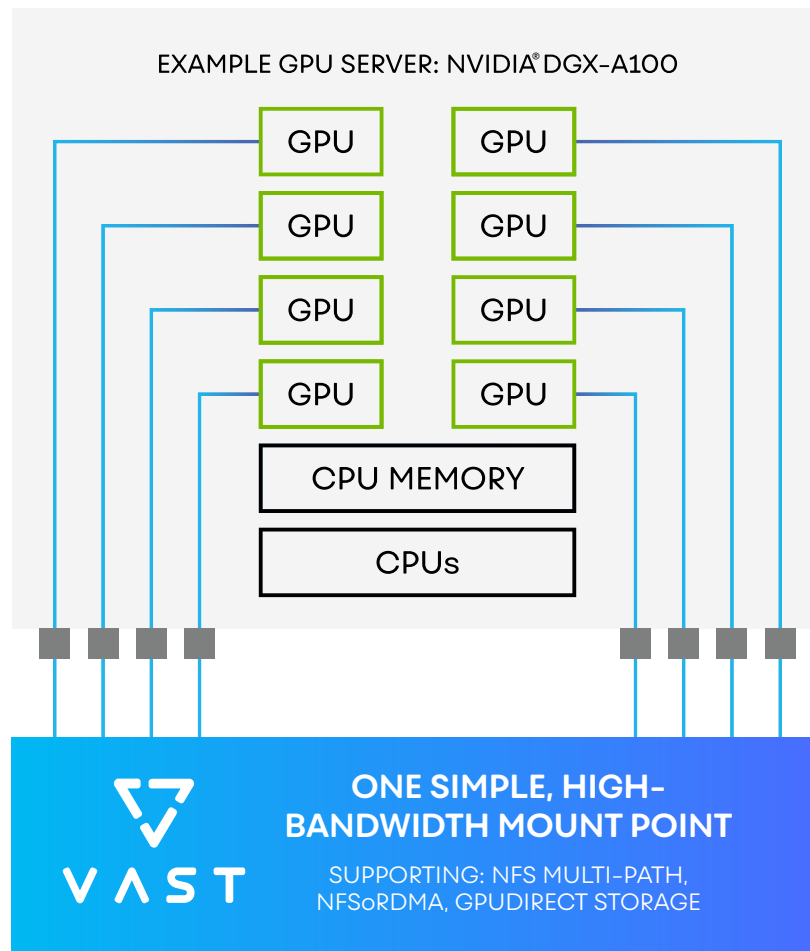 EXAMPLE GPU SERVER: NVIDIA® DGX-A100
GPU GPU
GPU GPU
GPU GPU
GPU GPU
CPU MEMORY
CPUs
VAST
ONE SIMPLE, HIGH-
BANDWIDTH MOUNT POINT
SUPPORTING: NFS MULTI-PATH,
NFSoRDMA, GPUDIRECT STORAGE